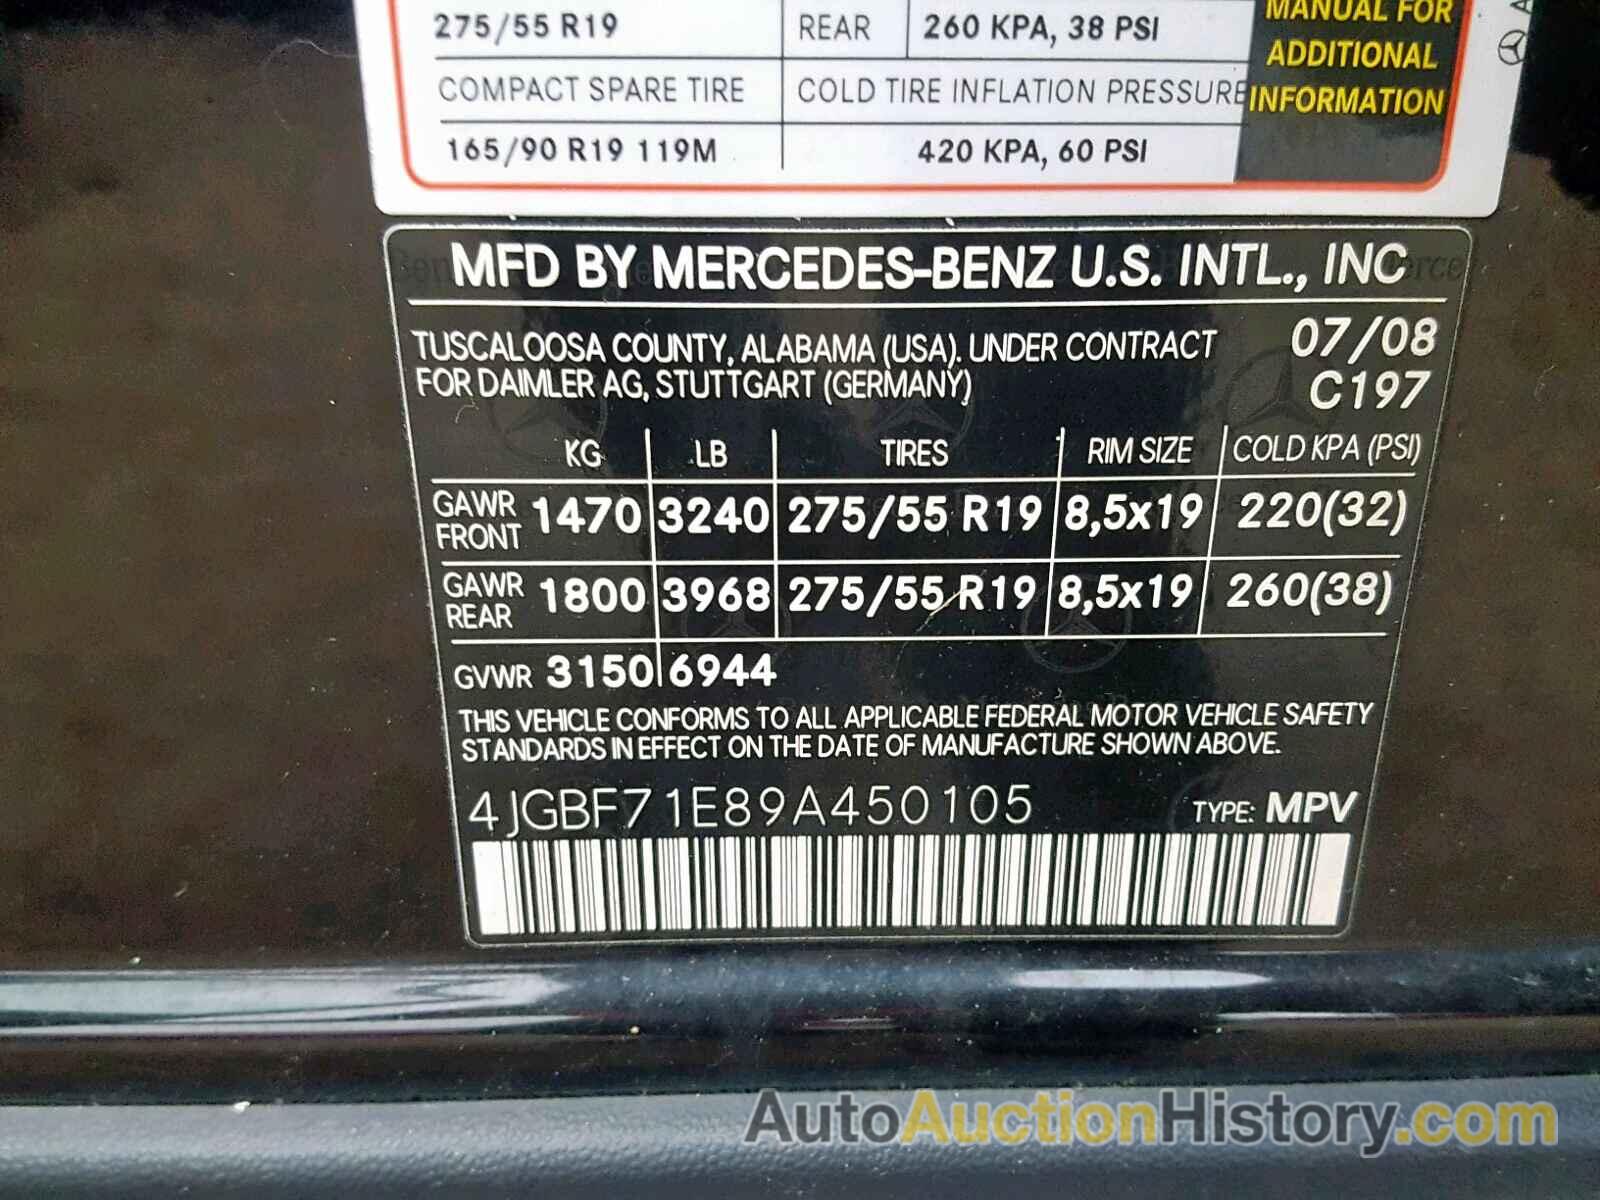 275/55 R19 REAR 260 KPA, 38 PSI
MANUAL FOR
ADDITIONAL
INFORMATION
COMPACT SPARE TIRE COLD TIRE INFLATION PRESSURE
165/90 R19 119M 420 KPA, 60 PSI
MFD BY MERCEDES-BENZ U.S. INTL., INC
TUSCALOOSA COUNTY, ALABAMA (USA). UNDER CONTRACT 07/08
FOR DAIMLER AG, STUTTGART (GERMANY) C197
KG LB TIRES RIM SIZE COLD KPA (PSI)
GAWR FRONT 1470 3240 275/55 R19 8,5x19 220(32)
GAWR REAR 1800 3968 275/55 R19 8,5x19 260(38)
GVWR 3150 6944
THIS VEHICLE CONFORMS TO ALL APPLICABLE FEDERAL MOTOR VEHICLE SAFETY
STANDARDS IN EFFECT ON THE DATE OF MANUFACTURE SHOWN ABOVE.
4JGBF71E89A450105 TYPE: MPV
AutoAuctionHistory.com